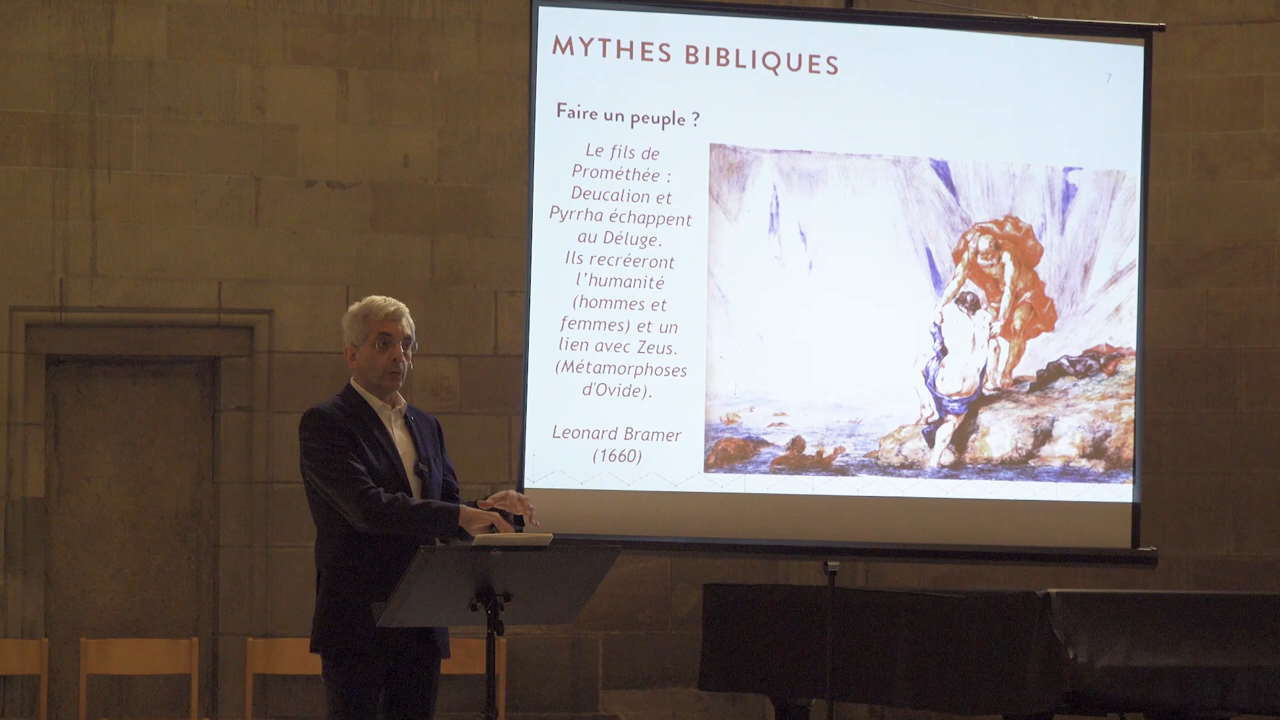 MYTHES BIBLIQUES
7
Faire un peuple ?
Le fils de
Prométhée :
Deucalion et
Pyrrha échappent
au Déluge.
Ils recréeront
l'humanité
(hommes et
femmes) et un
lien avec Zeus.
(Métamorphoses
d'Ovide).
Leonard Bramer
(1660)